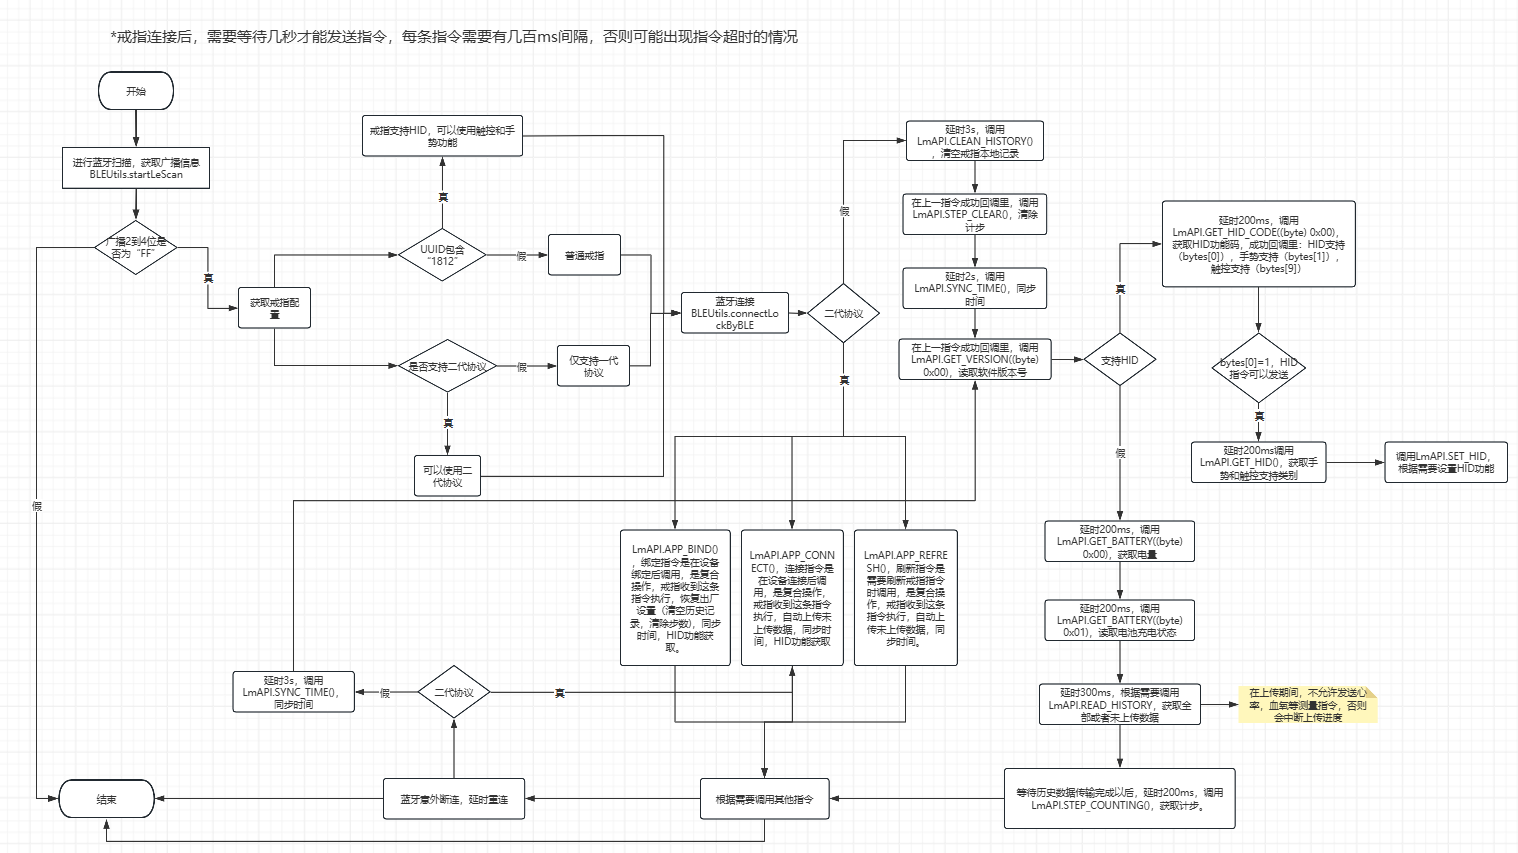 *戒指连接后，需要等待几秒才能发送指令，每条指令需要有几百ms间隔，否则可能出现指令超时的情况
开始
进行蓝牙扫描，获取广播信息
BLEUtils.startLeScan
广播2到4位是
否为“FF”
真
假
获取戒指配
置
戒指支持HID，可以使用触控和手
势功能
真
UUID包含
“1812”
假
普通戒指
是否支持二代协议
假
仅支持一代
协议
真
可以使用二
代协议
蓝牙连接
BLEUtils.connectLo
ckByBLE
二代协议
假
真
延时3s，调用
LmAPI.CLEAN_HISTORY()
，清空戒指本地记录
在上一指令成功回调里，调用
LmAPI.STEP_CLEAR()，清除
计步
延时2s，调用
LmAPI.SYNC_TIME()，同步
时间
在上一指令成功回调里，调用
LmAPI.GET_VERSION((byte)
0x00)，读取软件版本号
支持HID
真
假
延时200ms，调用
LmAPI.GET_HID_CODE((byte) 0x00)，
获取HID功能码，成功回调里：HID支持
（bytes[0]），手势支持（bytes[1]），
触控支持（bytes[9]）
bytes[0]=1，HID
指令可以发送
真
延时200ms调用
LmAPI.GET_HID()，获取手
势和触控支持类别
调用LmAPI.SET_HID，
根据需要设置HID功能
LmAPI.APP_BIND()
，绑定指令是在设备
绑定后调用，是复合
操作，戒指收到这条
指令执行，恢复出厂
设置（清空历史记
录，清除步数)，同步
时间，HID功能获
取。
LmAPI.APP_CONN
ECT()，连接指令是
在设备连接后调
用，是复合操作，
戒指收到这条指令
执行，自动上传未
上传数据，同步时
间，HID功能获取
LmAPI.APP_REFRE
SH()，刷新指令是
需要刷新戒指指令
时调用，是复合操
作，戒指收到这条
指令执行，自动上
传未上传数据，同
步时间。
延时200ms，调用
LmAPI.GET_BATTERY((byte)
0x00)，获取电量
延时200ms，调用
LmAPI.GET_BATTERY((byte)
0x01)，读取电池充电状态
延时300ms，根据需要调用
LmAPI.READ_HISTORY，获取全
部或者未上传数据
在上传期间，不允许发送心
率，血氧等测量指令，否则
会中断上传进度
等待历史数据传输完成以后，延时200ms，调用
LmAPI.STEP_COUNTING()，获取计步。
延时3s，调用
LmAPI.SYNC_TIME()，
同步时间
假
二代协议
真
结束
蓝牙意外断连，延时重连
根据需要调用其他指令